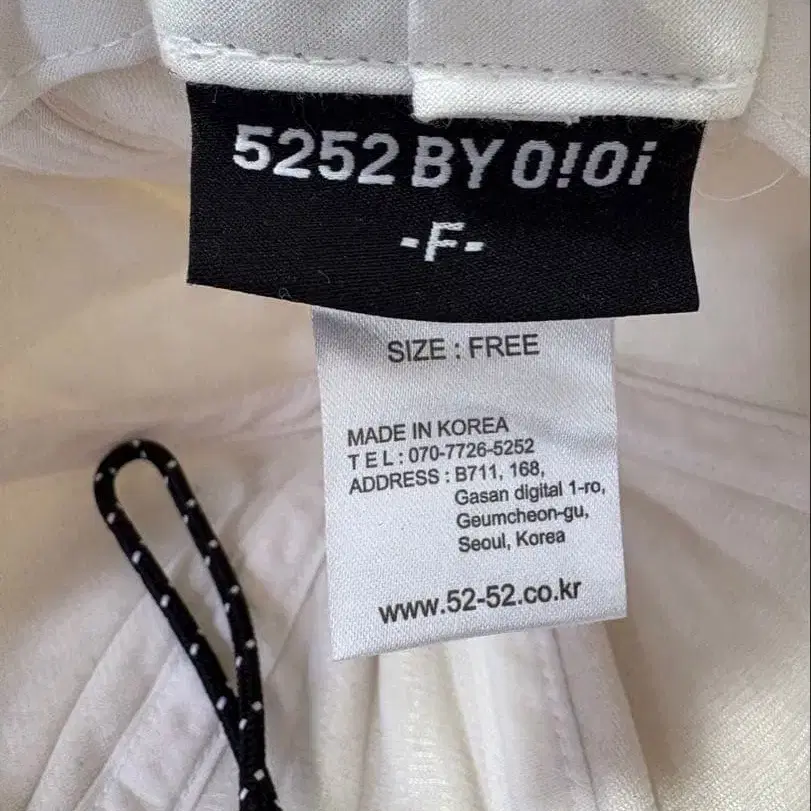 5252 BY O!Oi
-F-
SIZE : FREE
MADE IN KOREA
TEL : 070-7726-5252
ADDRESS : B711, 168,
Gasan digital 1-ro,
Geumcheon-gu,
Seoul, Korea
www.52-52.co.kr